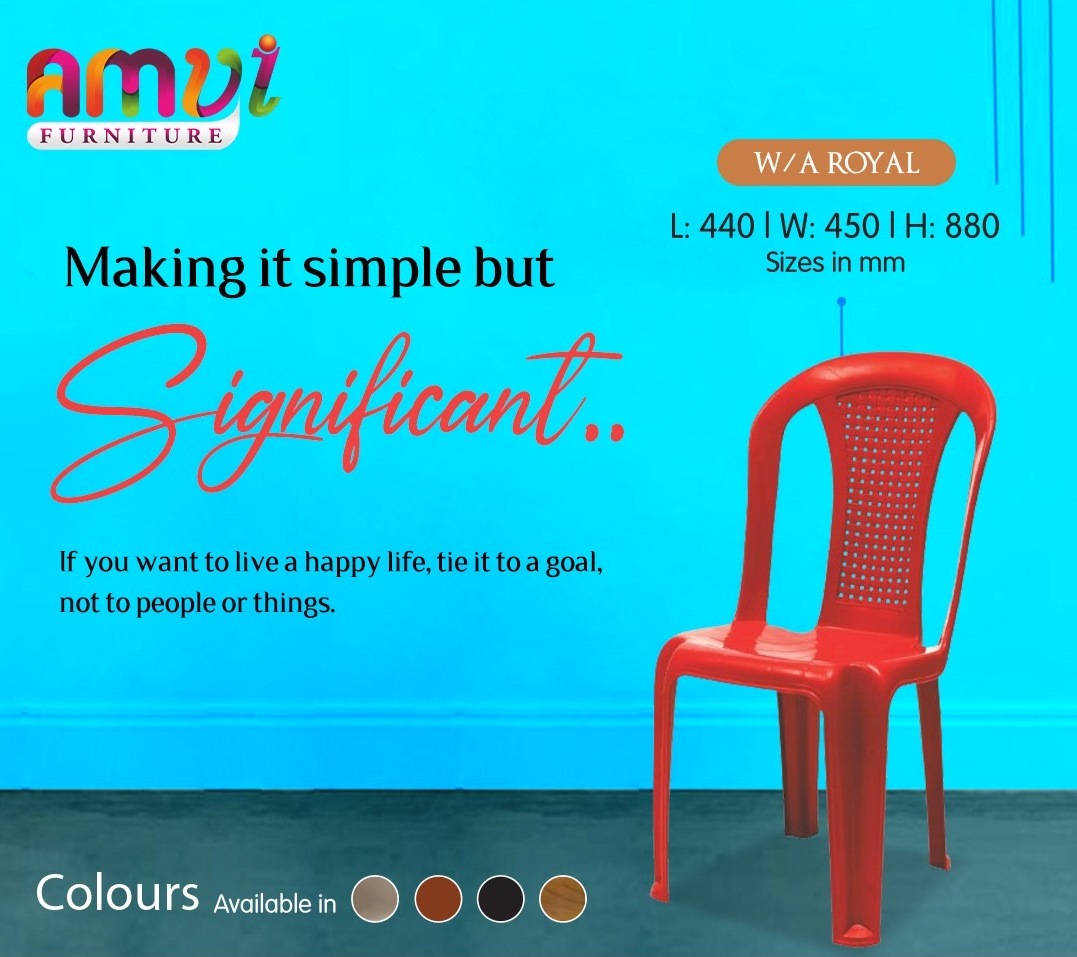 amvi
FURNITURE
W/A ROYAL
L: 440 | W: 450 | H: 880
Sizes in mm
Making it simple but
Significant..
If you want to live a happy life, tie it to a goal,
not to people or things.
Colours Available in